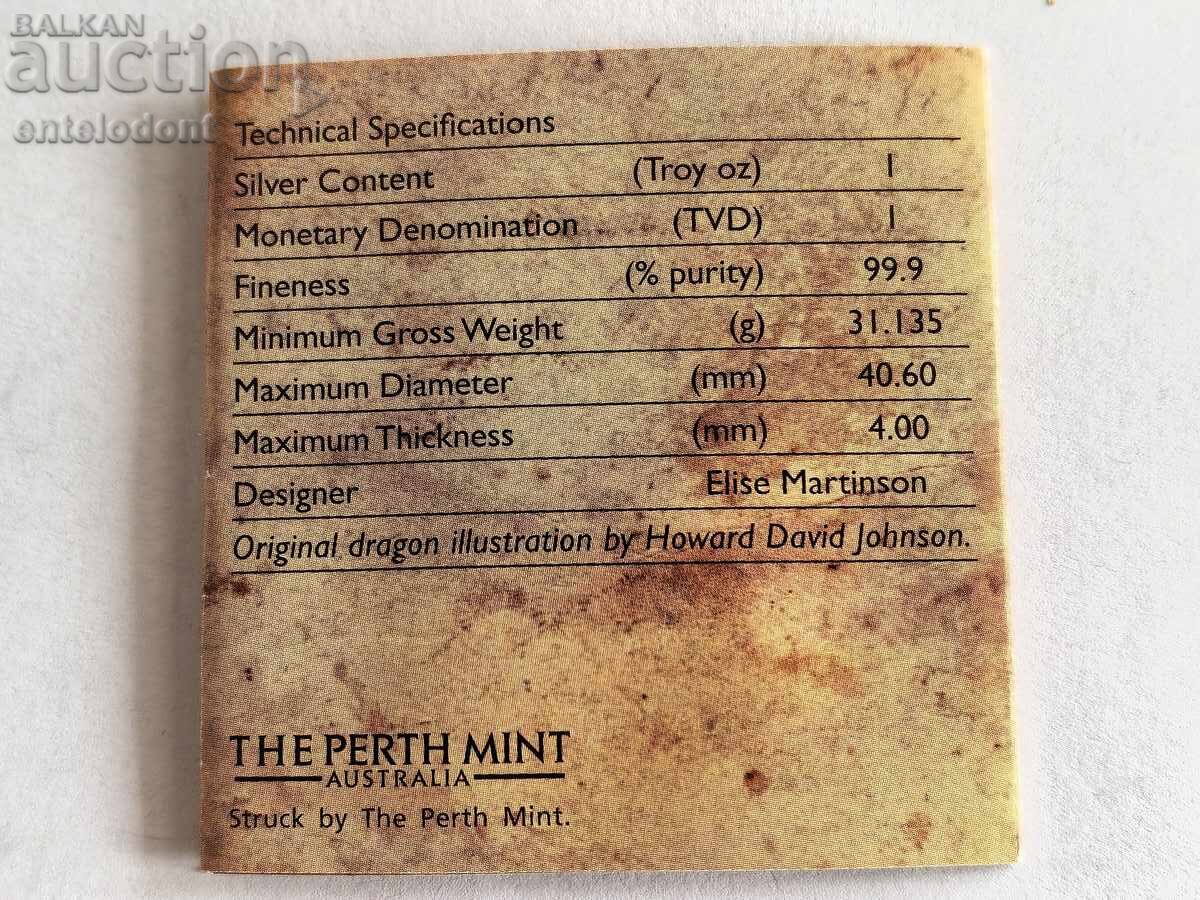 BALKAN
auction
entelodont
Technical Specifications
Silver Content (Troy oz) 1
Monetary Denomination (TVD) 1
Fineness (% purity) 99.9
Minimum Gross Weight (g) 31.135
Maximum Diameter (mm) 40.60
Maximum Thickness (mm) 4.00
Designer Elise Martinson
Original dragon illustration by Howard David Johnson.
THE PERTH MINT
AUSTRALIA
Struck by The Perth Mint.